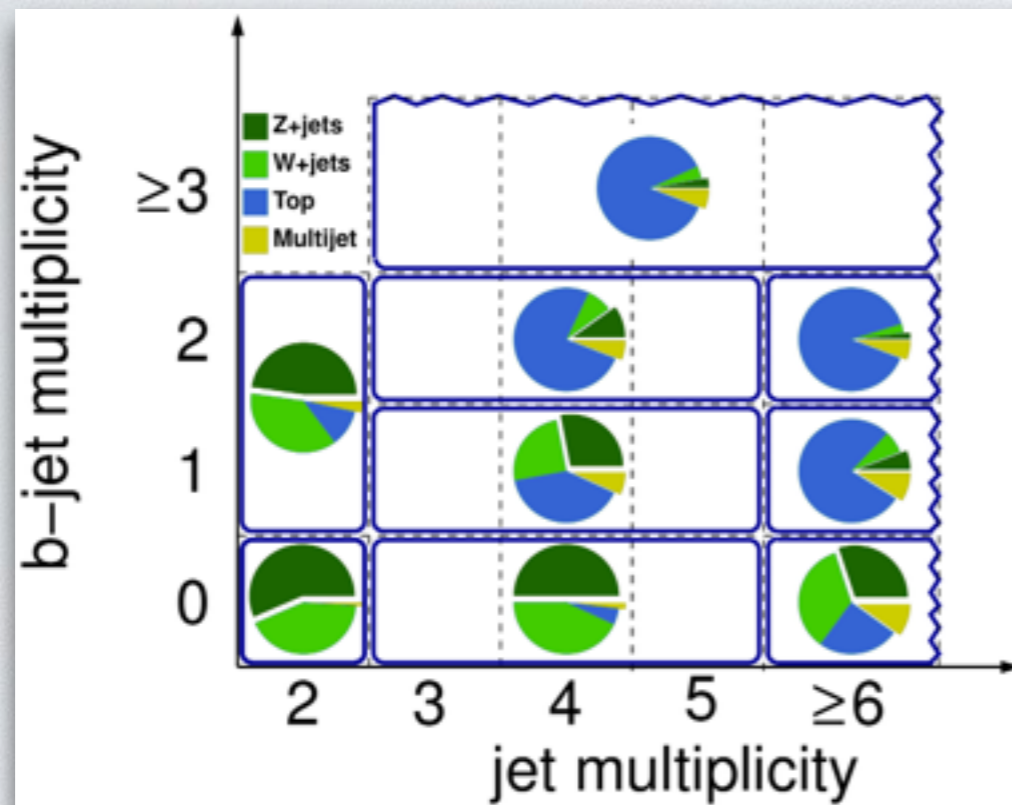 Z+jets
W+jets
Top
Multijet
b-jet multiplicity
≥3
2
1
0
2 3 4 5 ≥6
jet multiplicity